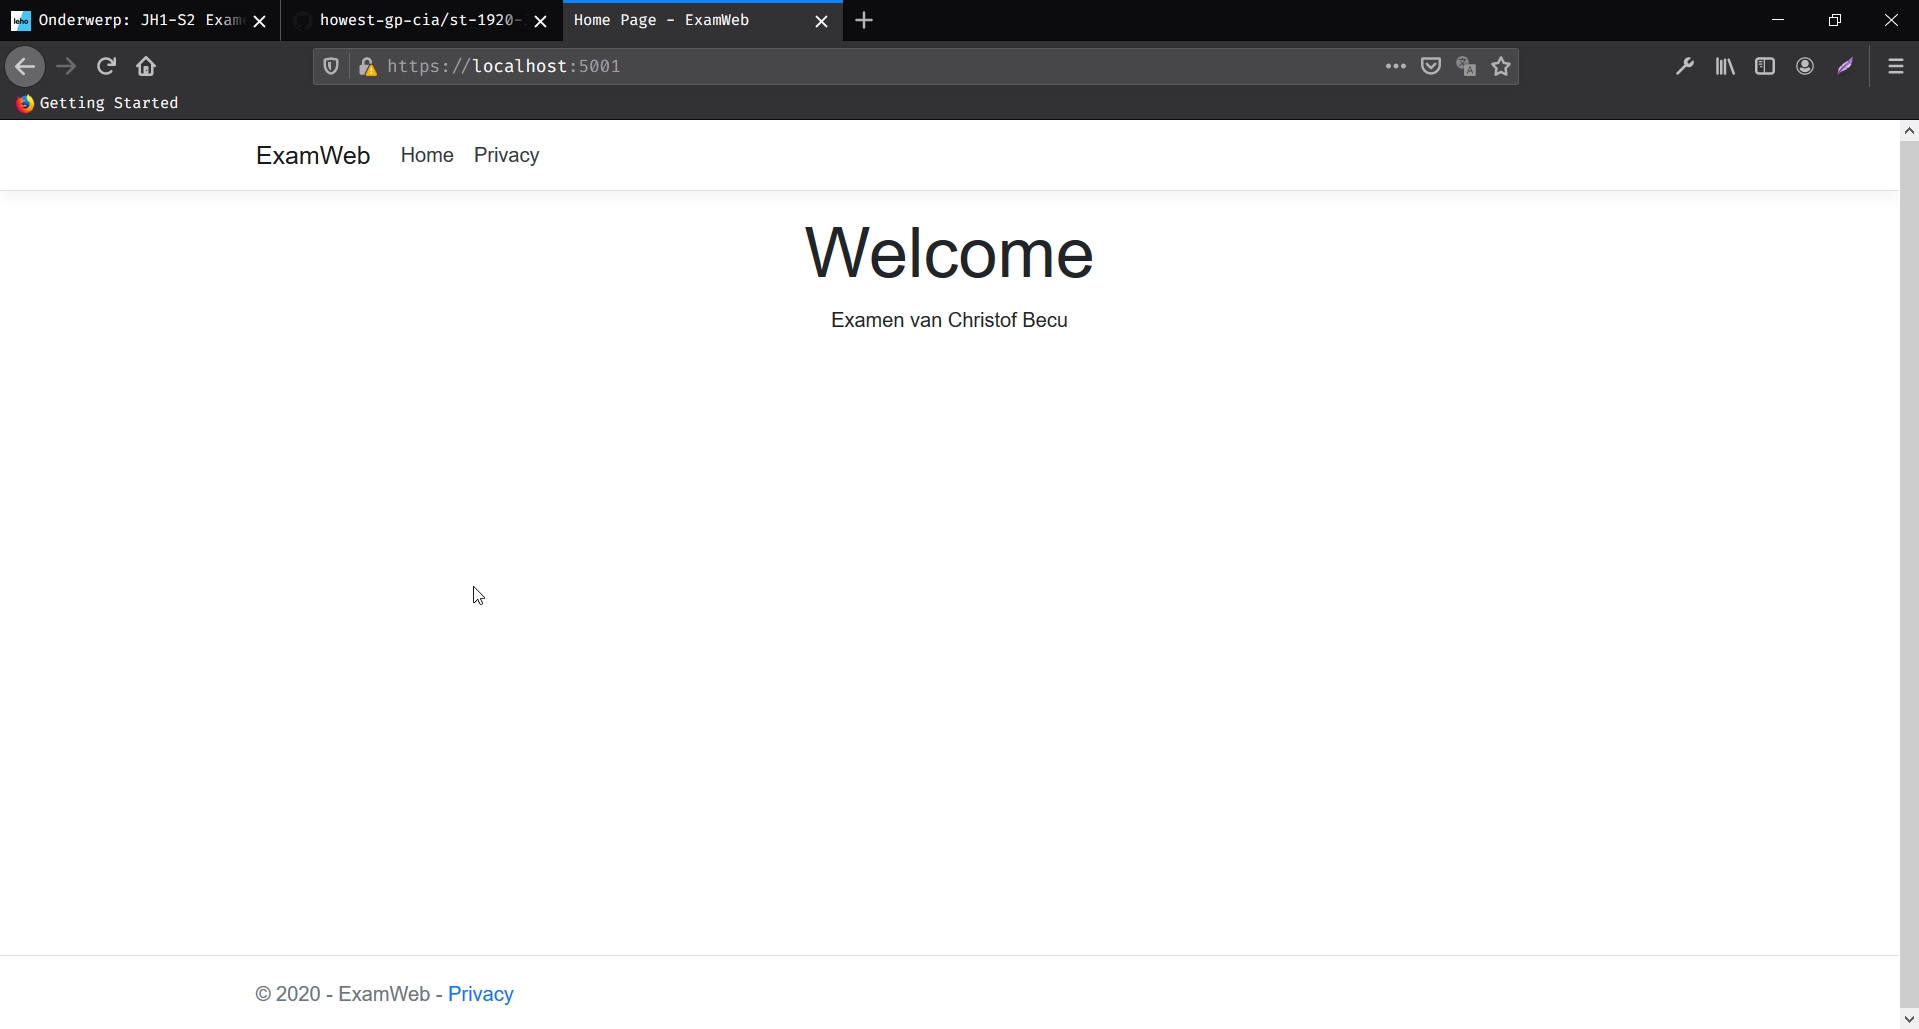 Onderwerp: JH1-S2 Exam
howest-gp-cia/st-1920-
Home Page - ExamWeb
https://localhost:5001
Getting Started
ExamWeb Home Privacy
Welcome
Examen van Christof Becu
© 2020 - ExamWeb - Privacy